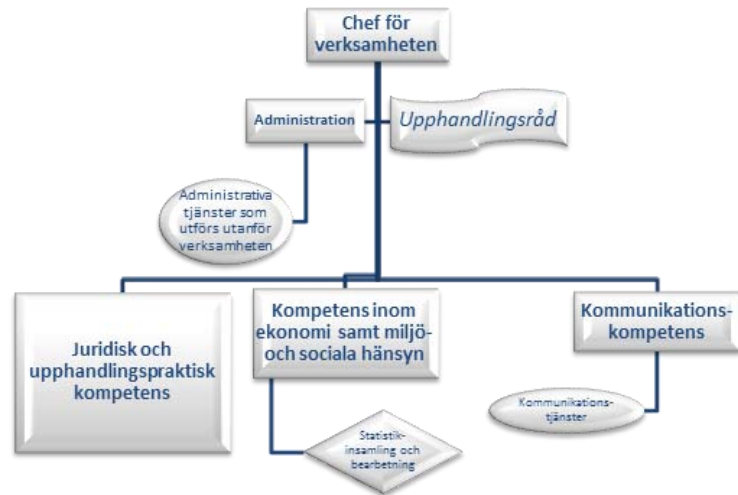 Chef för
verksamheten
Administration
Upphandlingsråd
Administrativa
tjänster som
utförs utanför
verksamheten
Juridisk och
upphandlingspraktisk
kompetens
Kompetens inom
ekonomi samt miljö-
och sociala hänsyn
Kommunikations-
kompetens
Statistik-
insamling och
bearbetning
Kommunikations-
tjänster